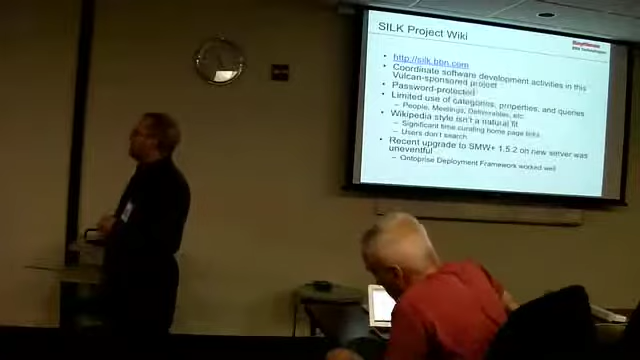 SILK Project Wiki
http://silk.bbn.com
Coordinate software development activities in this
Vulcan-sponsored project
Password-protected
Limited use of categories, properties, and queries
– People, Meetings, Deliverables, etc.
Wikipedia style isn't a natural fit
– Significant time curating home page links
– Users don't search
Recent upgrade to SMW+ 1.5.2 on new server was
uneventful
– Ontoprise Deployment Framework worked well